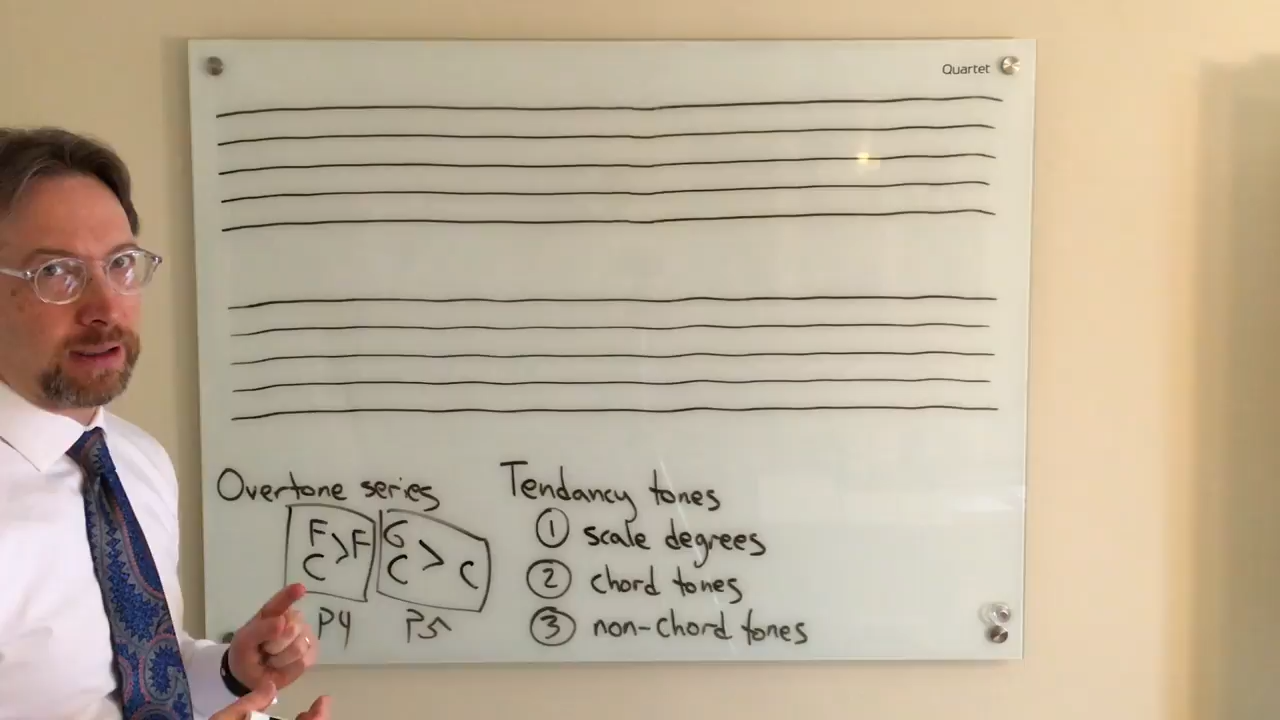 Quartet
Overtone series
F > F
C
G > C
C
P4
P5
Tendancy tones
① scale degrees
② chord tones
③ non-chord tones